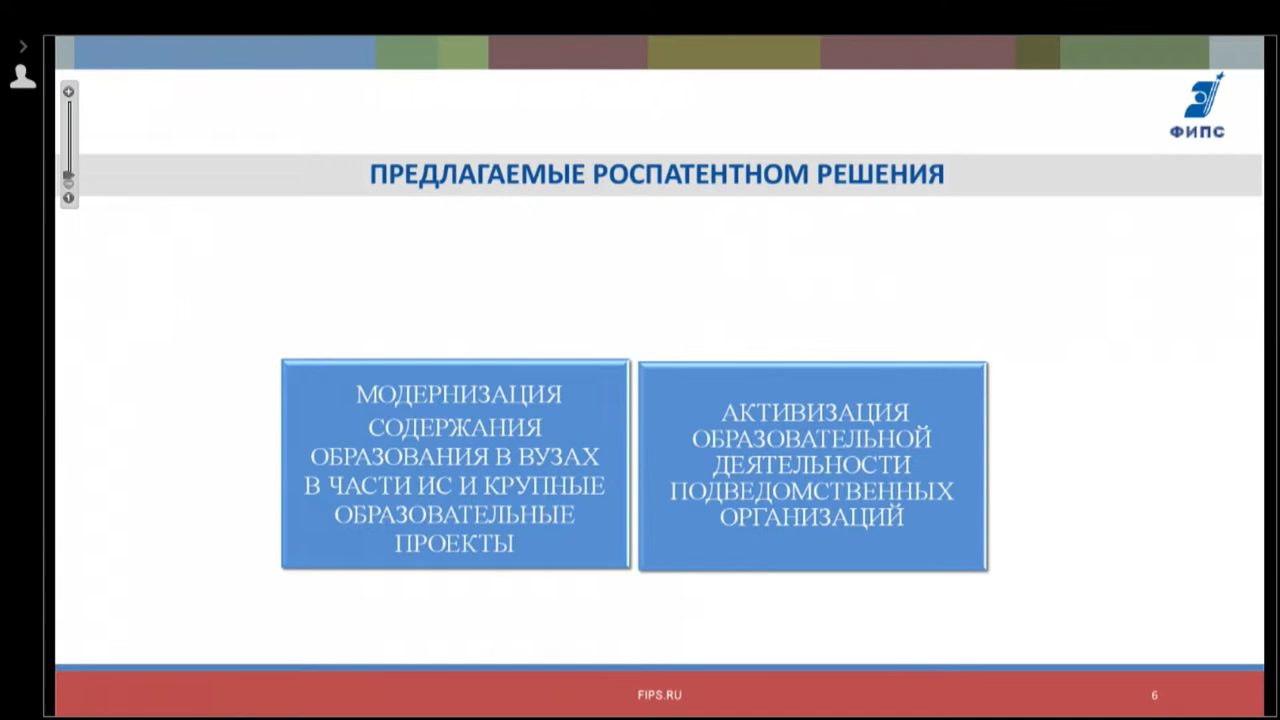 ФИПС
ПРЕДЛАГАЕМЫЕ РОСПАТЕНТНОМ РЕШЕНИЯ
МОДЕРНИЗАЦИЯ
СОДЕРЖАНИЯ
ОБРАЗОВАНИЯ В ВУЗАХ
В ЧАСТИ ИС И КРУПНЫЕ
ОБРАЗОВАТЕЛЬНЫЕ
ПРОЕКТЫ
АКТИВИЗАЦИЯ
ОБРАЗОВАТЕЛЬНОЙ
ДЕЯТЕЛЬНОСТИ
ПОДВЕДОМСТВЕННЫХ
ОРГАНИЗАЦИЙ
FIPS.RU
6